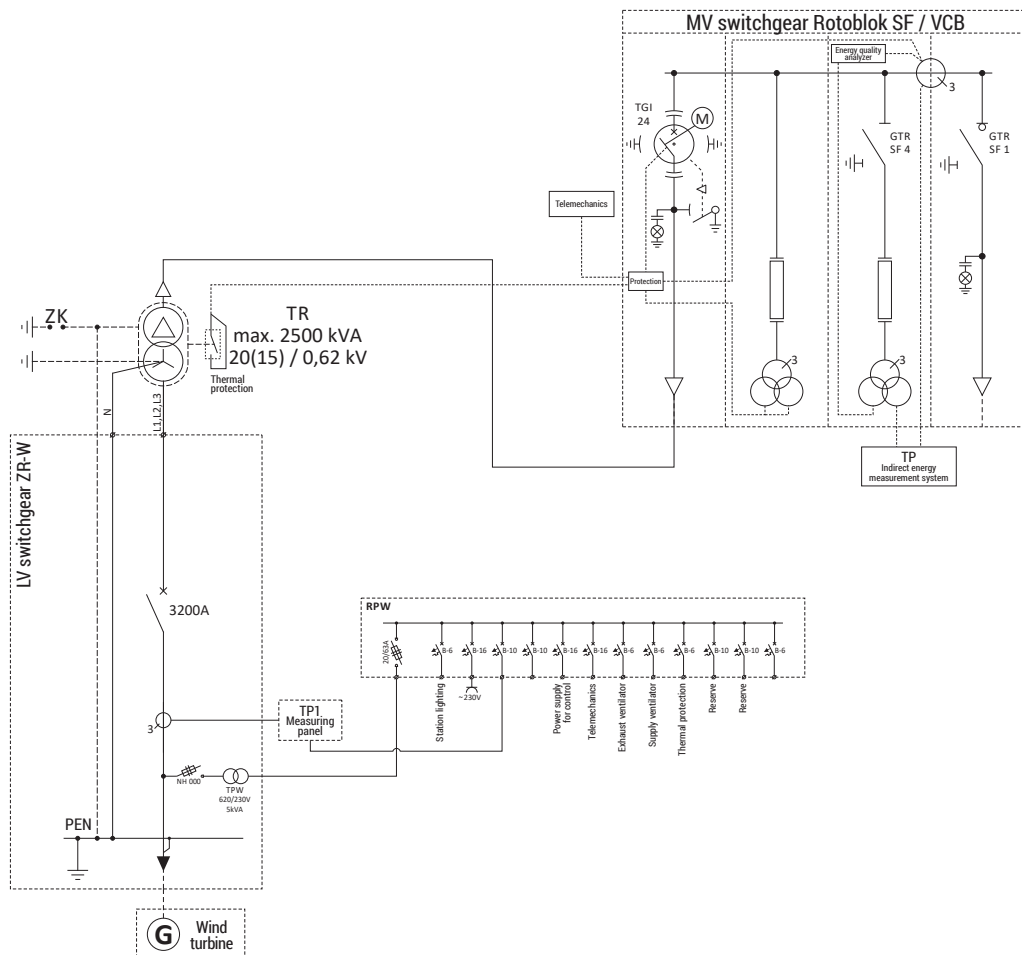 MV switchgear Rotoblok SF / VCB
Energy quality
analyzer
3
TGI
24
M
GTR
SF 4
GTR
SF 1
Telemechanics
Protection
ZK
TR
max. 2500 kVA
20(15) / 0,62 kV
Thermal
protection
3
3
N
L1,L2,L3
TP
Indirect energy
measurement system
LV switchgear ZR-W
3200A
RPW
20/63A
B-6
B-16
B-10
B-10
B-16
B-16
B-6
B-6
B-6
B-10
B-10
B-6
~230V
Station lighting
Power supply
for control
Telemechanics
Exhaust ventilator
Supply ventilator
Thermal protection
Reserve
Reserve
3
TP1
Measuring
panel
NH 000
TPW
620/230V
5kVA
PEN
G
Wind
turbine